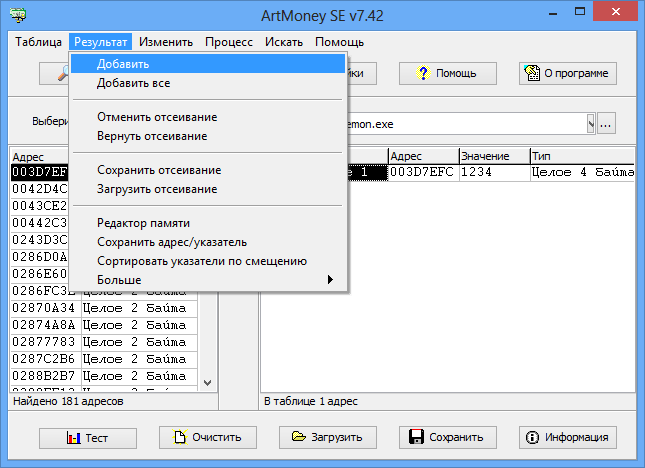 ArtMoney SE v7.42
Таблица Результат Изменить Процесс Искать Помощь
Добавить
Добавить все
Отменить отсеивание
Вернуть отсеивание
Сохранить отсеивание
Загрузить отсеивание
Редактор памяти
Сохранить адрес/указатель
Сортировать указатели по смещению
Больше
йки
? Помощь
О программе
Выбери
emon.exe
...
Адрес
003D7EF
0042D4C
0043CE2
00442C3
0243D3C
0286D0A
0286E60
0286FC3E Целое 2 байта
02870A34 Целое 2 байта
02874A8A Целое 2 байта
02877783 Целое 2 байта
0287C2B6 Целое 2 байта
0288B2B7 Целое 2 байта
Адрес Значение Тип
е 1 003D7EFC 1234 Целое 4 байта
Найдено 181 адресов
В таблице 1 адрес
Тест
Очистить
Загрузить
Сохранить
Информация